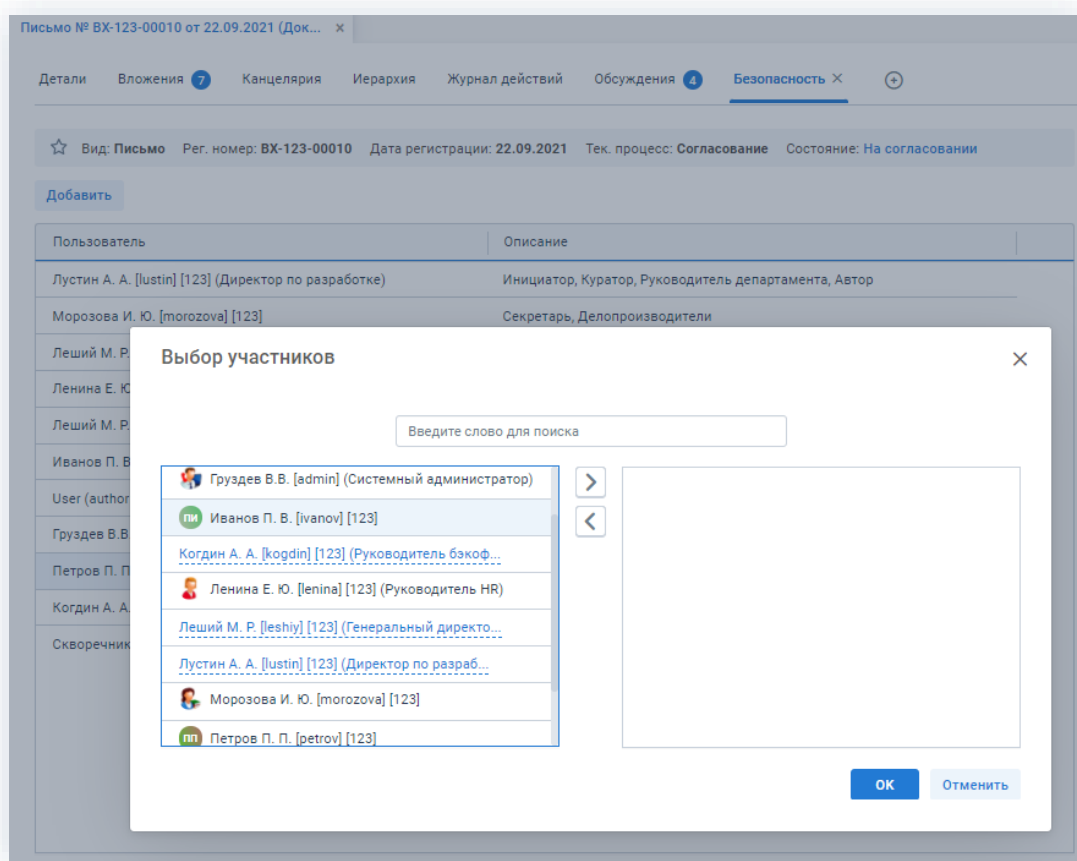 Письмо № ВХ-123-00010 от 22.09.2021 (Док...
Детали Вложения 7 Канцелярия Иерархия Журнал действий Обсуждения 4 Безопасность
Вид: Письмо Рег. номер: ВХ-123-00010 Дата регистрации: 22.09.2021 Тек. процесс: Согласование Состояние: На согласовании
Добавить
Пользователь Описание
Лустин А. А. [lustin] [123] (Директор по разработке) Инициатор, Куратор, Руководитель департамента, Автор
Морозова И. Ю. [morozova] [123] Секретарь, Делопроизводители
Леший М. Р.
Ленина Е. Ю
Леший М. Р.
Иванов П. В
User (author
Груздев В.В
Петров П. П
Когдин А. А.
Скворечник
Выбор участников
Введите слово для поиска
Груздев В.В. [admin] (Системный администратор)
ПИ Иванов П. В. [ivanov] [123]
Когдин А. А. [kogdin] [123] (Руководитель бэкоф...
Ленина Е. Ю. [lenina] [123] (Руководитель HR)
Леший М. Р. [leshiy] [123] (Генеральный директо...
Лустин А. А. [lustin] [123] (Директор по разраб...
Морозова И. Ю. [morozova] [123]
ПП Петров П. П. [petrov] [123]
ОК Отменить